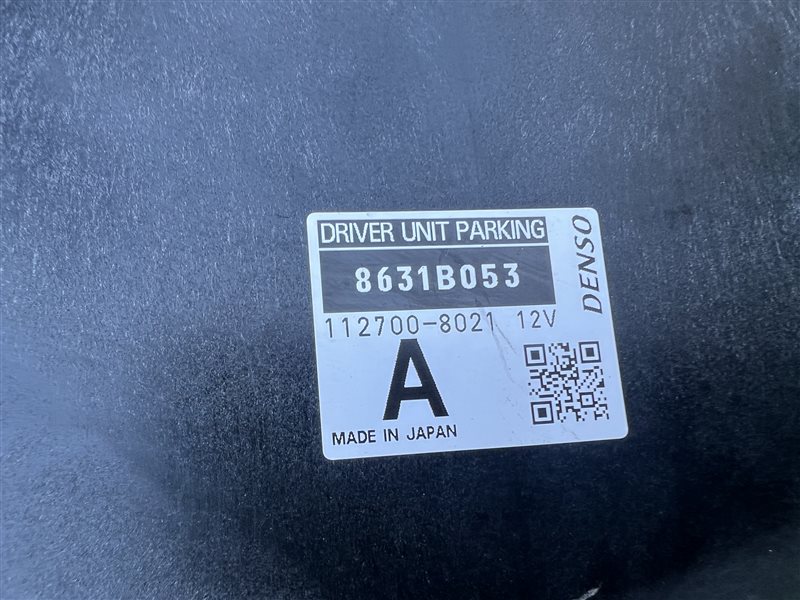 DRIVER UNIT PARKING
8631B053
112700-8021 12V
A
MADE IN JAPAN
DENSO